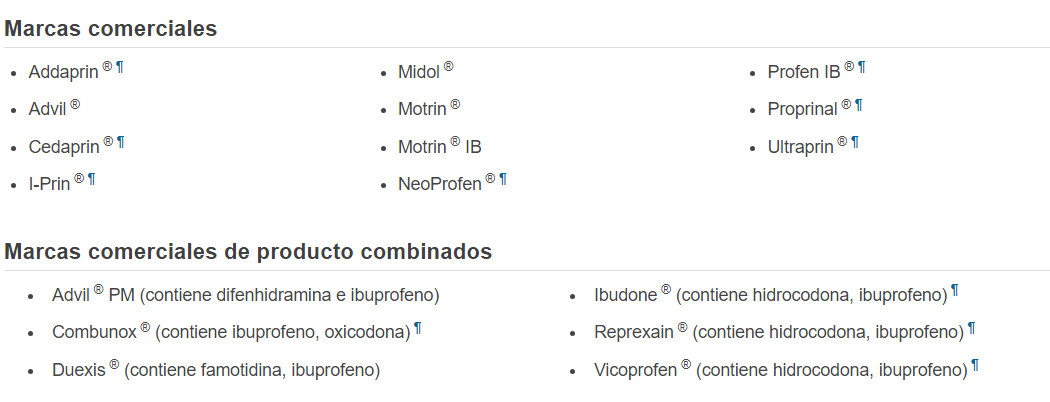 Marcas comerciales
• Addaprin ® ¶
• Advil ®
• Cedaprin ® ¶
• I-Prin ® ¶
• Midol ®
• Motrin ®
• Motrin ® IB
• NeoProfen ® ¶
• Profen IB ® ¶
• Proprinal ® ¶
• Ultraprin ® ¶
Marcas comerciales de producto combinados
• Advil ® PM (contiene difenhidramina e ibuprofeno)
• Combunox ® (contiene ibuprofeno, oxicodona) ¶
• Duexis ® (contiene famotidina, ibuprofeno)
• Ibudone ® (contiene hidrocodona, ibuprofeno) ¶
• Reprexain ® (contiene hidrocodona, ibuprofeno) ¶
• Vicoprofen ® (contiene hidrocodona, ibuprofeno) ¶